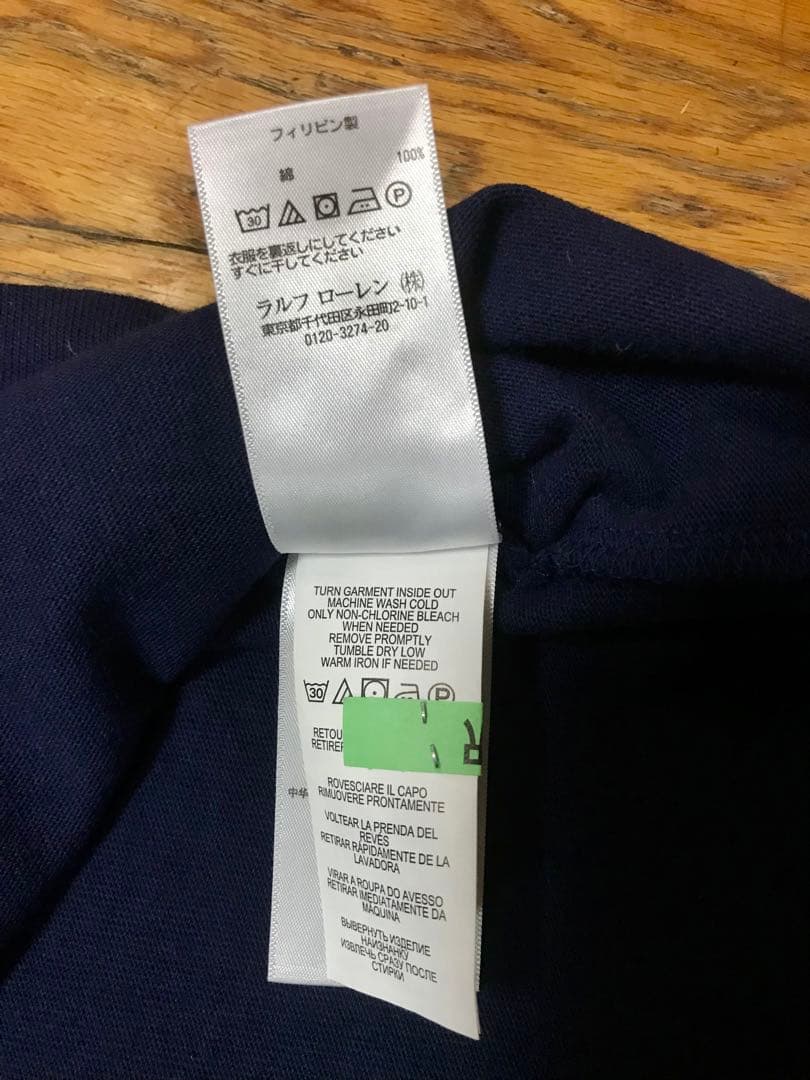 フィリピン製
綿 100%
30 P
衣服を裏返しにしてください
すぐに干してください
ラルフ ローレン (株)
東京都千代田区永田町2-10-1
0120-3274-20
TURN GARMENT INSIDE OUT
MACHINE WASH COLD
ONLY NON-CHLORINE BLEACH
WHEN NEEDED
REMOVE PROMPTLY
TUMBLE DRY LOW
WARM IRON IF NEEDED
30 P
RETOU
RETIRER
ROVESCIARE IL CAPO
中华 RIMUOVERE PRONTAMENTE
VOLTEAR LA PRENDA DEL
REVÉS
RETIRAR RÁPIDAMENTE DE LA
LAVADORA
VIRAR A ROUPA DO AVESSO
RETIRAR IMEDIATAMENTE DA
MÁQUINA
ВЫВЕРНУТЬ ИЗДЕЛИЕ
НАИЗНАНКУ
ИЗВЛЕЧЬ СРАЗУ ПОСЛЕ
СТИРКИ